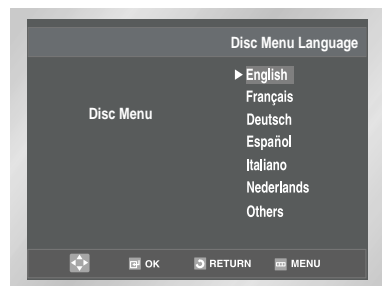 Disc Menu Language
Disc Menu
▶ English
Français
Deutsch
Español
Italiano
Nederlands
Others
OK RETURN MENU